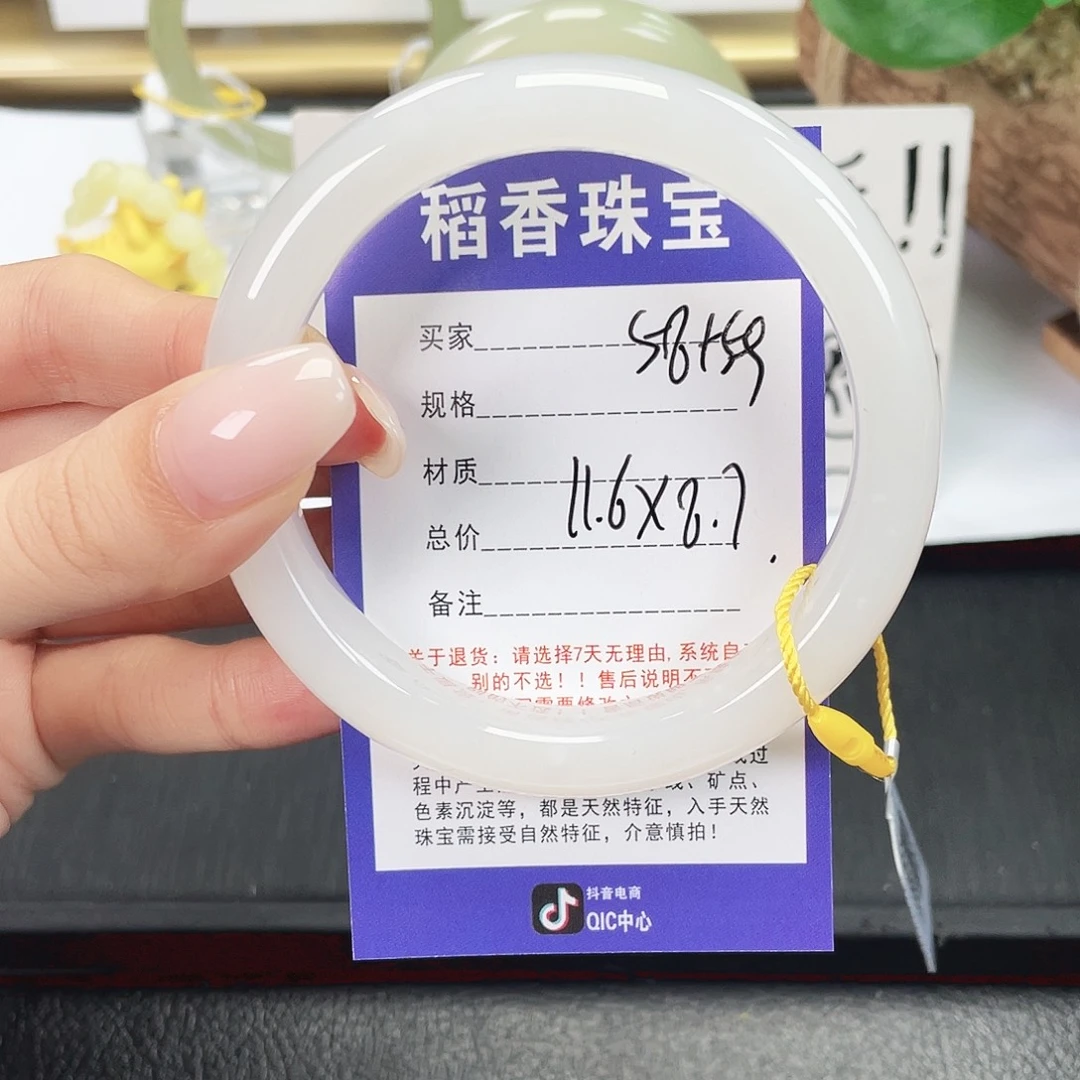 稻香珠宝
!!
买家
规格
材质
11.6X8.7
总价
备注
关于退货：请选择7天无理由,系统自
别的不选！！售后说明不
程中产生 、矿点、
色素沉淀等，都是天然特征，入手天然
珠宝需接受自然特征，介意慎拍！
抖音电商
QIC中心